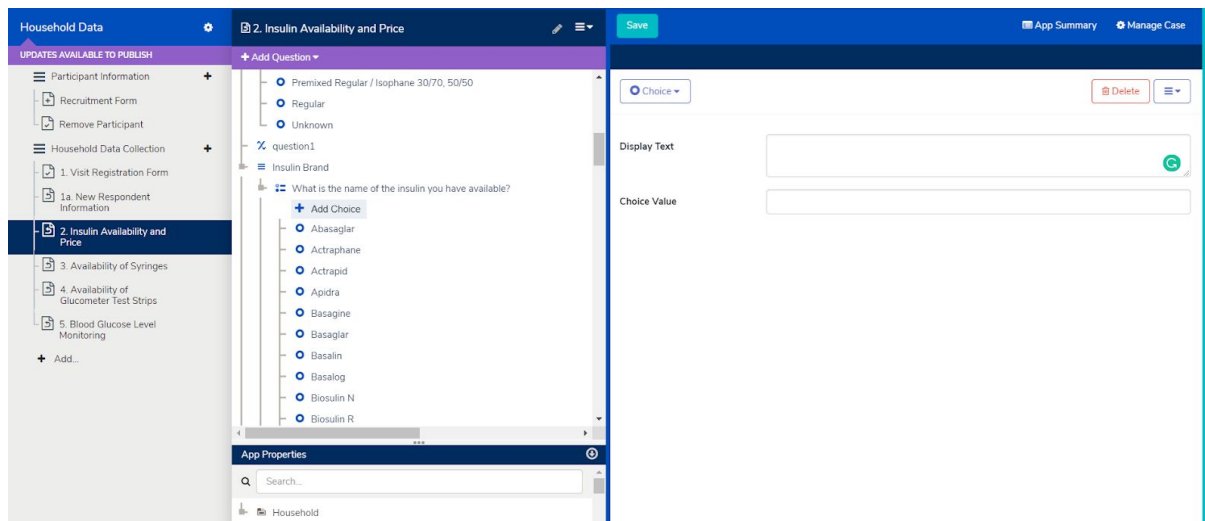 Household Data
UPDATES AVAILABLE TO PUBLISH
Participant Information
Recruitment Form
Remove Participant
Household Data Collection
1. Visit Registration Form
1a. New Respondent
Information
2. Insulin Availability and
Price
3. Availability of Syringes
4. Availability of
Glucometer Test Strips
5. Blood Glucose Level
Monitoring
Add...
2. Insulin Availability and Price
Add Question
Premixed Regular / Isophane 30/70, 50/50
Regular
Unknown
question1
Insulin Brand
What is the name of the insulin you have available?
Add Choice
Abasaglar
Actraphane
Actrapid
Apidra
Basagine
Basaglar
Basalin
Basalog
Biosulin N
Biosulin R
App Properties
Search...
Household
Save
App Summary
Manage Case
Choice
Delete
Display Text
Choice Value